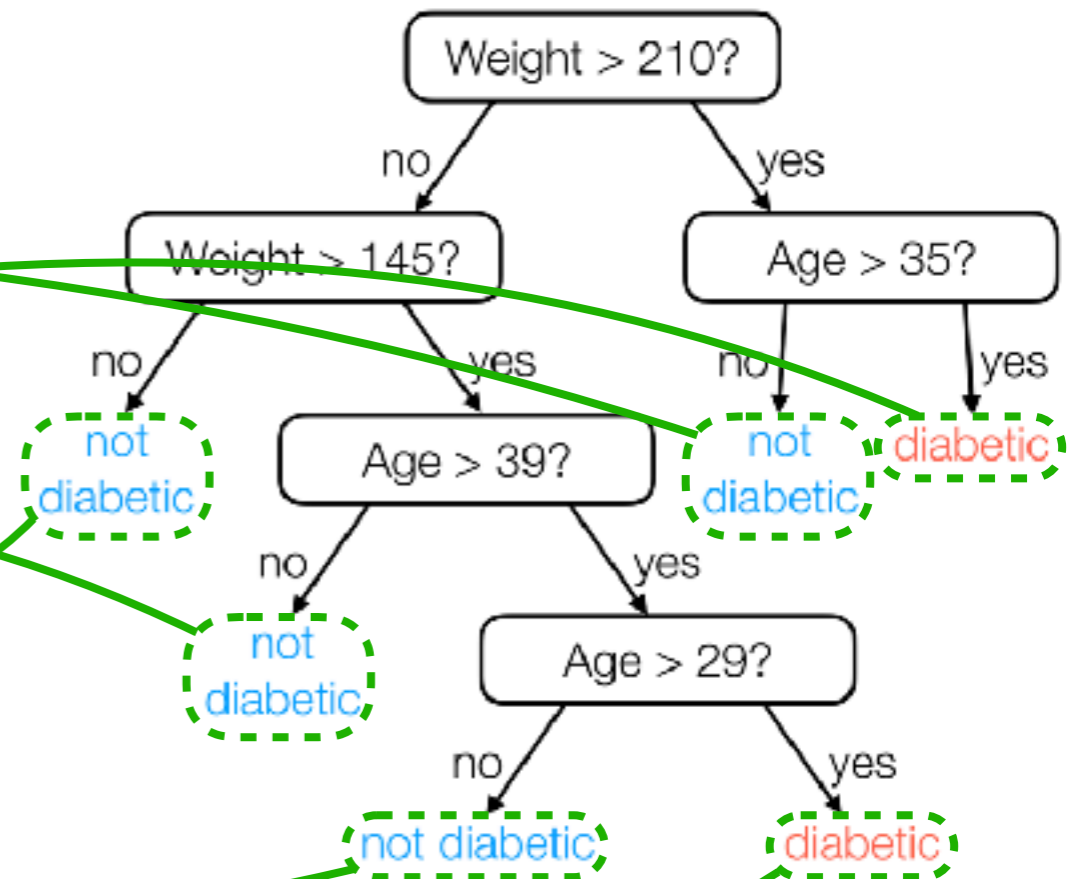 Weight > 210?
no
yes
Weight > 145?
Age > 35?
no
yes
no
yes
not
diabetic
Age > 39?
not
diabetic
diabetic
no
yes
not
diabetic
Age > 29?
no
yes
not diabetic
diabetic